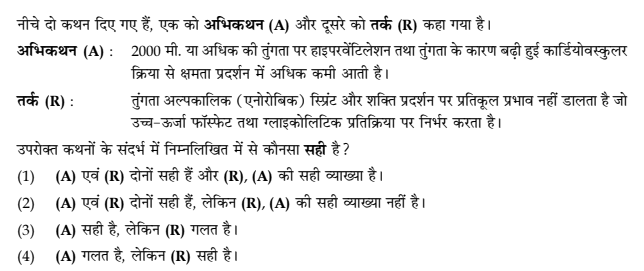 नीचे दो कथन दिए गए हैं, एक को अभिकथन (A) और दूसरे को तर्क (R) कहा गया है।
अभिकथन (A) : 2000 मी. या अधिक की तुंगता पर हाइपरवेंटिलेशन तथा तुंगता के कारण बढ़ी हुई कार्डियोवस्कुलर
क्रिया से क्षमता प्रदर्शन में अधिक कमी आती है।
तर्क (R) : तुंगता अल्पकालिक (एनोरोबिक) स्प्रिंट और शक्ति प्रदर्शन पर प्रतिकूल प्रभाव नहीं डालता है जो
उच्च-ऊर्जा फॉस्फेट तथा ग्लाइकोलिटिक प्रतिक्रिया पर निर्भर करता है।
उपरोक्त कथनों के संदर्भ में निम्नलिखित में से कौनसा सही है ?
(1) (A) एवं (R) दोनों सही हैं और (R), (A) की सही व्याख्या है।
(2) (A) एवं (R) दोनों सही हैं, लेकिन (R), (A) की सही व्याख्या नहीं है।
(3) (A) सही है, लेकिन (R) गलत है।
(4) (A) गलत है, लेकिन (R) सही है।